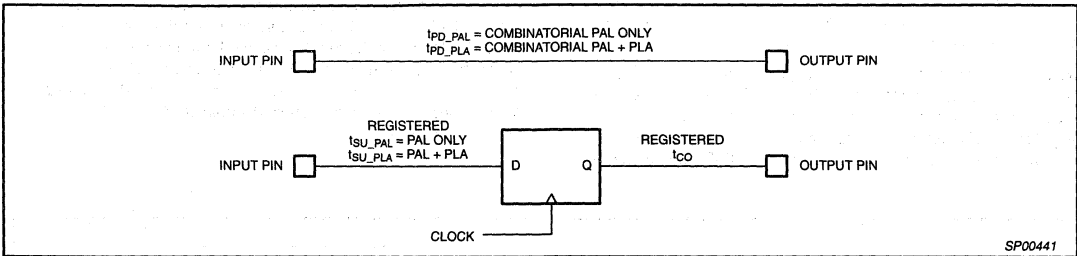 tPD_PAL = COMBINATORIAL PAL ONLY
tPD_PLA = COMBINATORIAL PAL + PLA
INPUT PIN
OUTPUT PIN
REGISTERED
tSU_PAL = PAL ONLY
tSU_PLA = PAL + PLA
REGISTERED
tCO
INPUT PIN
D
Q
OUTPUT PIN
CLOCK
SP00441